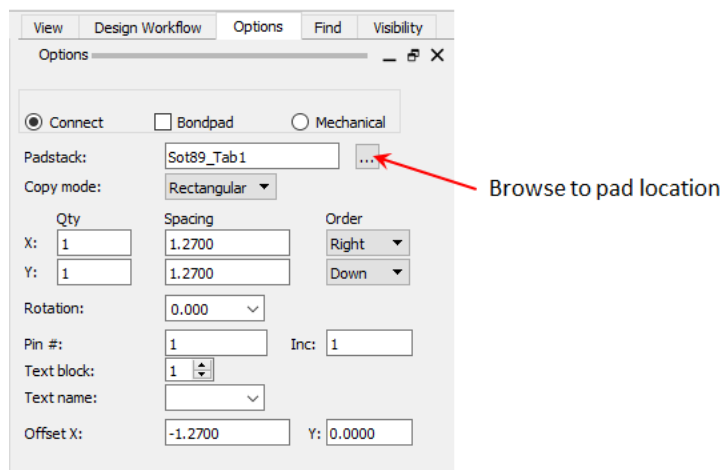 View Design Workflow Options Find Visibility
Options
Connect Bondpad Mechanical
Padstack: Sot89_Tab1 ...
Browse to pad location
Copy mode: Rectangular
Qty Spacing Order
X: 1 1.2700 Right
Y: 1 1.2700 Down
Rotation: 0.000
Pin #: 1 Inc: 1
Text block: 1
Text name:
Offset X: -1.2700 Y: 0.0000